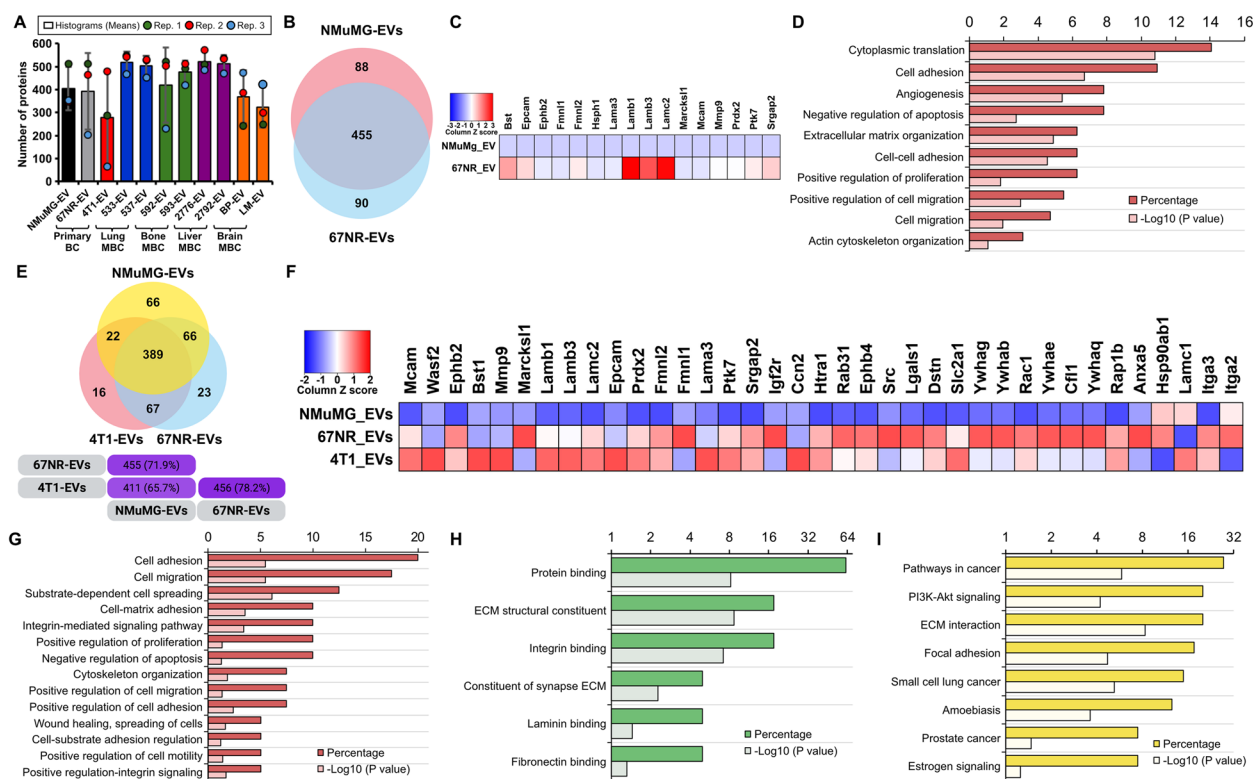 A
Histograms (Means) Rep. 1 Rep. 2 Rep. 3
Number of proteins
600
500
400
300
200
100
0
NMuMG-EV
67NR-EV
4T1-EV
533-EV
537-EV
592-EV
593-EV
2776-EV
2792-EV
BP-EV
LM-EV
Primary BC
Lung MBC
Bone MBC
Liver MBC
Brain MBC
B
NMuMG-EVs
88
455
90
67NR-EVs
C
-3 -2 -1 0 1 2 3
Column Z score
Bst
Epcam
Ephb2
Fmnl1
Fmnl2
Hsph1
Lama3
Lamb1
Lamb3
Lamc2
Marcksl1
Mcam
Mmp9
Prdx2
Ptk7
Srgap2
NMuMg_EV
67NR_EV
D
0 2 4 6 8 10 12 14 16
Cytoplasmic translation
Cell adhesion
Angiogenesis
Negative regulation of apoptosis
Extracellular matrix organization
Cell-cell adhesion
Positive regulation of proliferation
Positive regulation of cell migration
Cell migration
Actin cytoskeleton organization
Percentage
-Log10 (P value)
E
NMuMG-EVs
66
22 66
389
16 23
67
4T1-EVs 67NR-EVs
67NR-EVs 455 (71.9%)
4T1-EVs 411 (65.7%) 456 (78.2%)
NMuMG-EVs 67NR-EVs
F
-2 -1 0 1 2
Column Z score
Mcam
Wasf2
Ephb2
Bst1
Mmp9
Marcksl1
Lamb1
Lamb3
Lamc2
Epcam
Prdx2
Fmnl2
Fmnl1
Lama3
Ptk7
Srgap2
Igf2r
Ccn2
Htra1
Rab31
Ephb4
Src
Lgals1
Dstn
Slc2a1
Ywhag
Ywhab
Rac1
Ywhae
Cfl1
Ywhaq
Rap1b
Anxa5
Hsp90ab1
Lamc1
Itga3
Itga2
NMuMG_EVs
67NR_EVs
4T1_EVs
G
0 5 10 15 20
Cell adhesion
Cell migration
Substrate-dependent cell spreading
Cell-matrix adhesion
Integrin-mediated signaling pathway
Positive regulation of proliferation
Negative regulation of apoptosis
Cytoskeleton organization
Positive regulation of cell migration
Positive regulation of cell adhesion
Wound healing, spreading of cells
Cell-substrate adhesion regulation
Positive regulation of cell motility
Positive regulation-integrin signaling
Percentage
-Log10 (P value)
H
1 2 4 8 16 32 64
Protein binding
ECM structural constituent
Integrin binding
Constituent of synapse ECM
Laminin binding
Fibronectin binding
Percentage
-Log10 (P value)
I
1 2 4 8 16 32
Pathways in cancer
PI3K-Akt signaling
ECM interaction
Focal adhesion
Small cell lung cancer
Amoebiasis
Prostate cancer
Estrogen signaling
Percentage
-Log10 (P value)